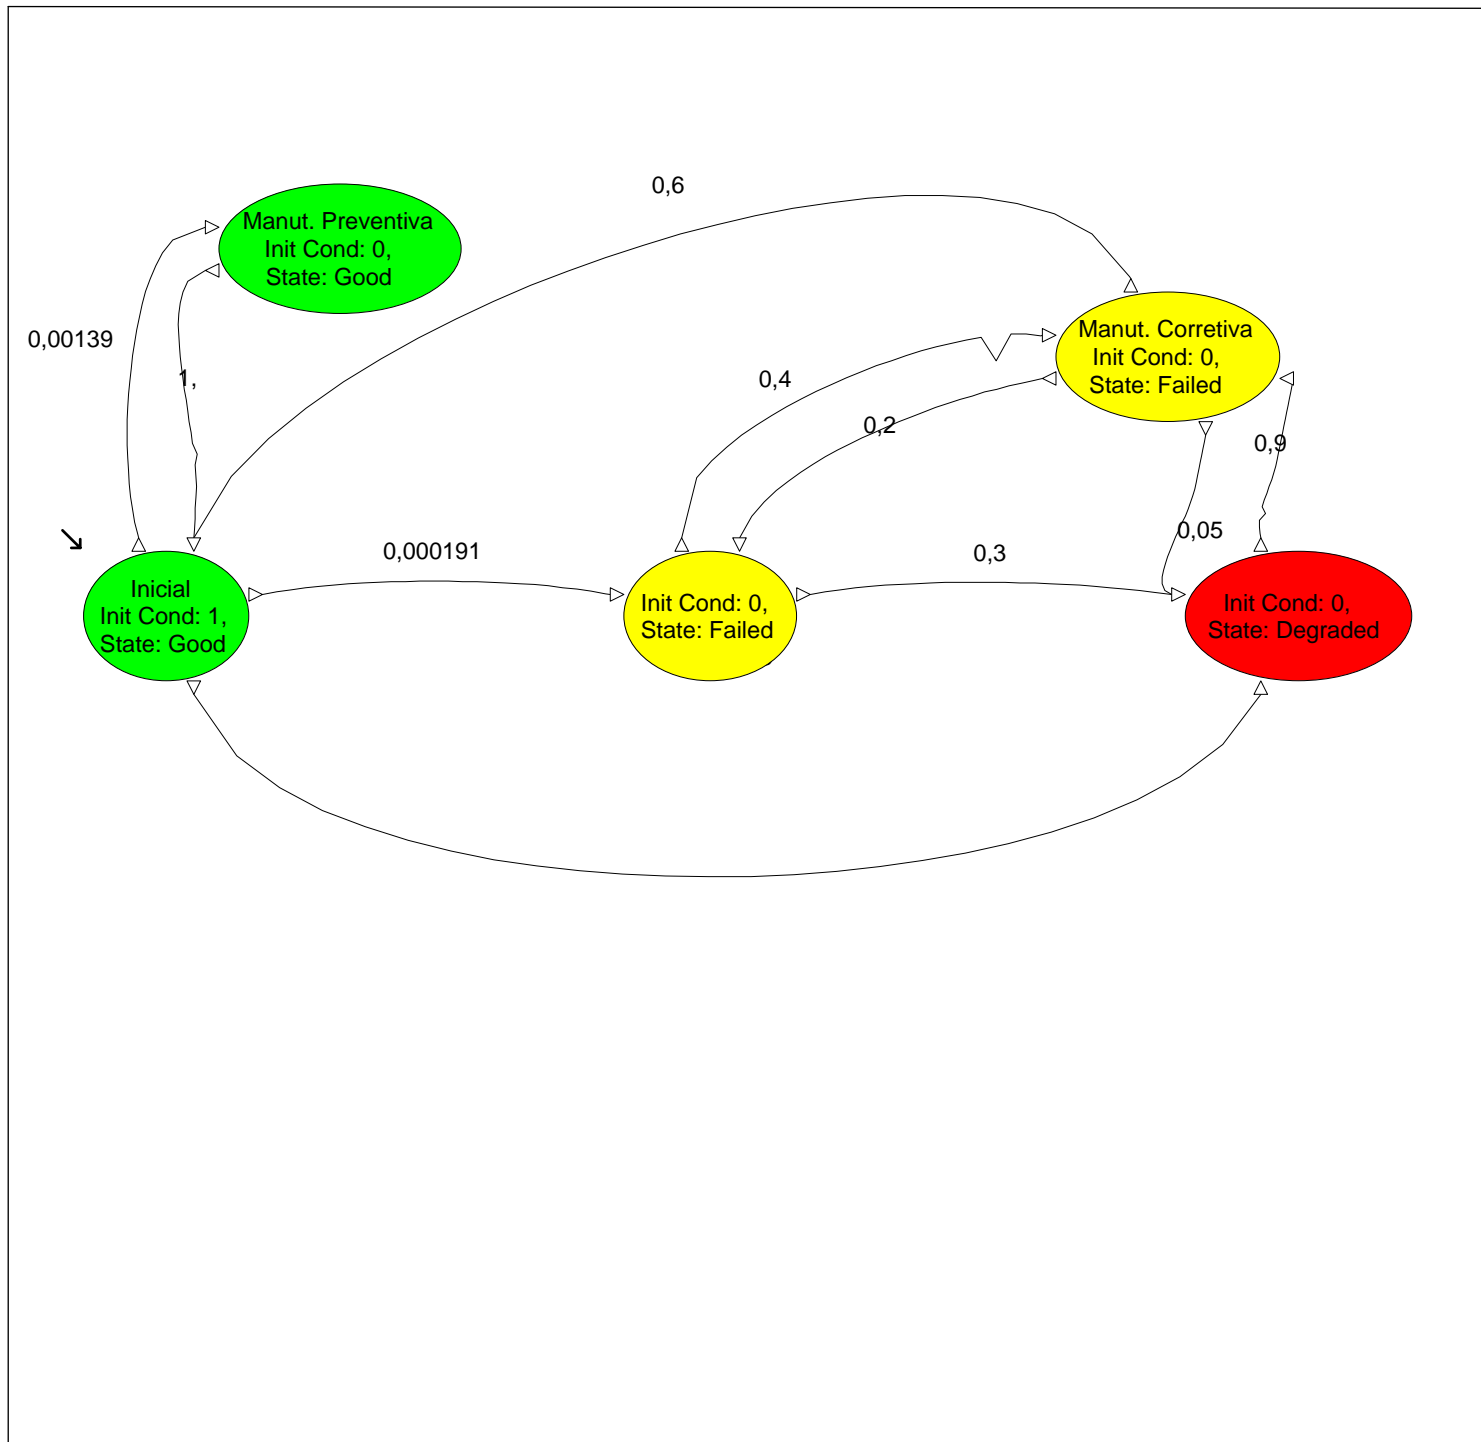 0,6
Manut. Preventiva
Init Cond: 0,
State: Good
0,00139
1,
Manut. Corretiva
Init Cond: 0,
State: Failed
0,4
0,2
0,9
0,05
0,000191
0,3
Inicial
Init Cond: 1,
State: Good
Init Cond: 0,
State: Failed
Init Cond: 0,
State: Degraded